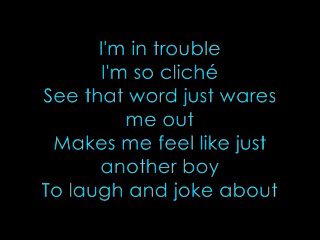 I'm in trouble
I'm so cliché
See that word just wares
me out
Makes me feel like just
another boy
To laugh and joke about